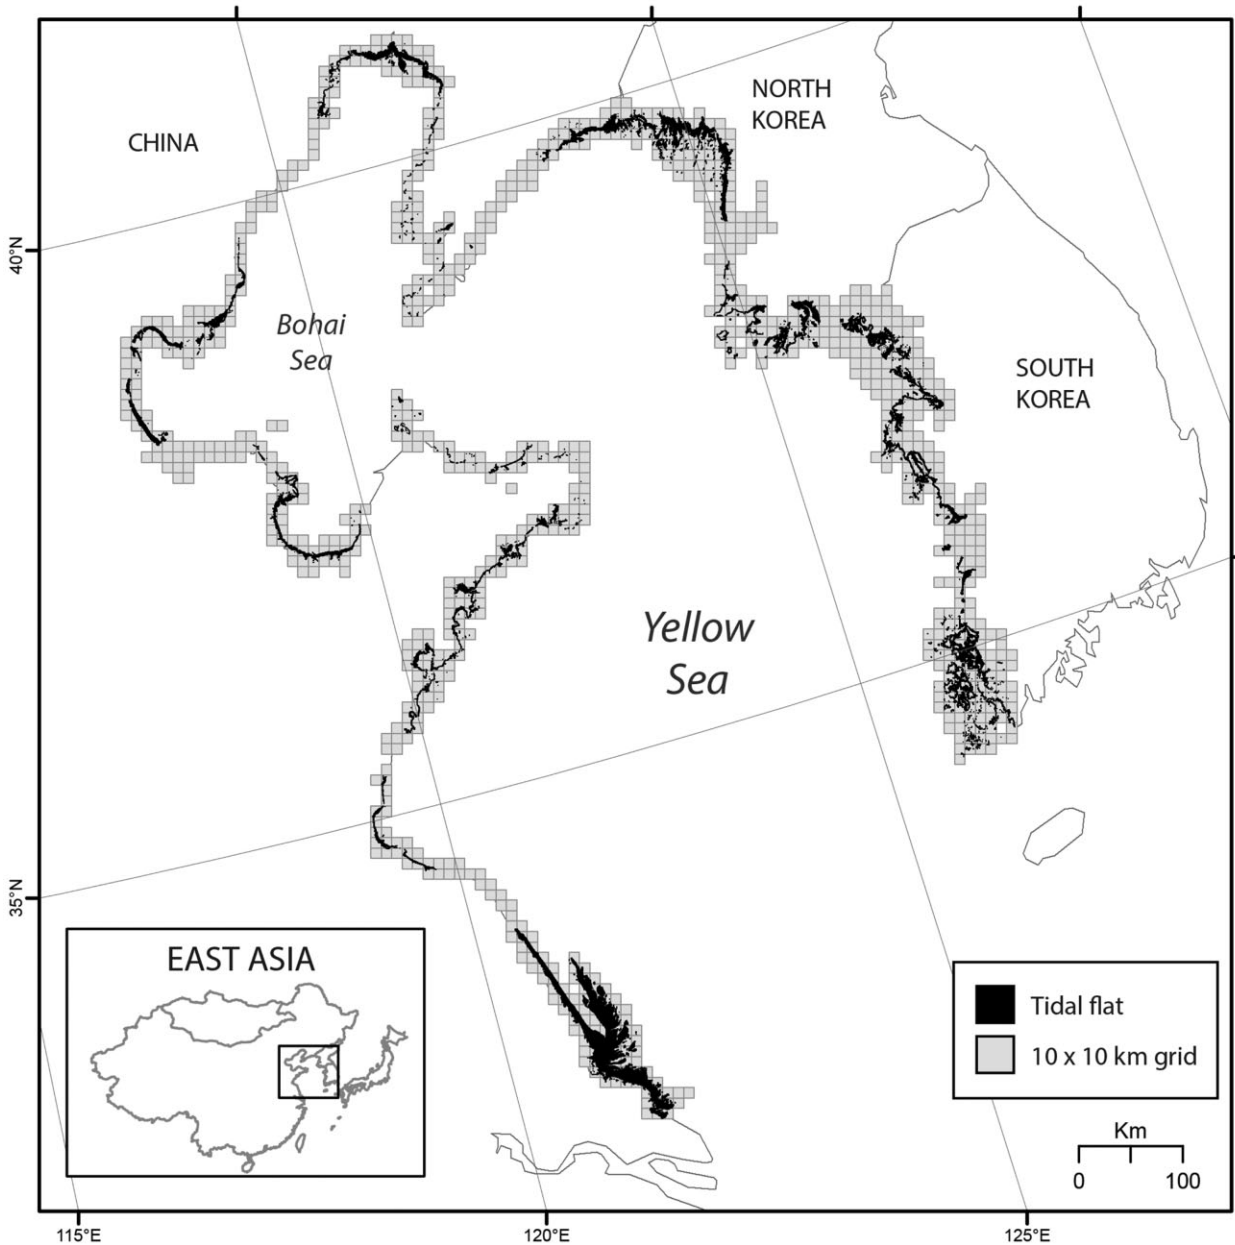 NORTH
KOREA
CHINA
40°N
Bohai
Sea
SOUTH
KOREA
Yellow
Sea
35°N
EAST ASIA
Tidal flat
10 x 10 km grid
Km
0 100
115°E 120°E 125°E